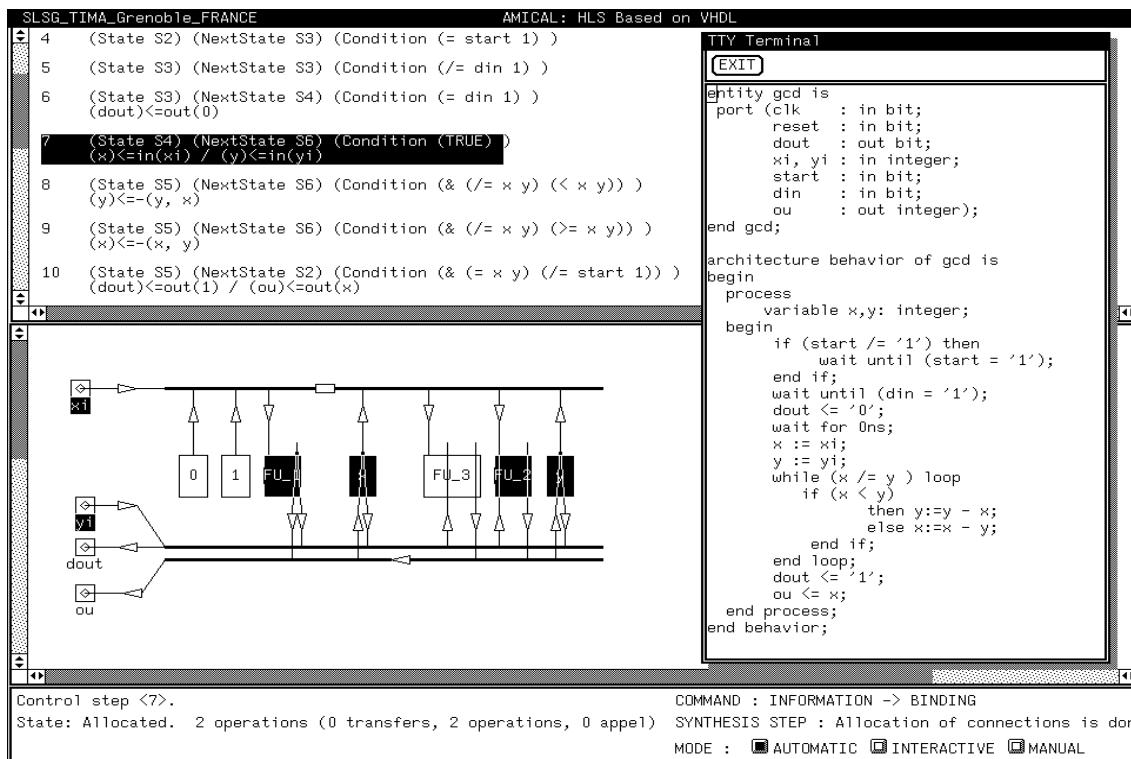 SLSG_TIMA_Grenoble_FRANCE AMICAL: HLS Based on VHDL
4 (State S2) (NextState S3) (Condition (= start 1) )
5 (State S3) (NextState S3) (Condition (/= din 1) )
6 (State S3) (NextState S4) (Condition (= din 1) )
(dout)<=out(0)
7 (State S4) (NextState S6) (Condition (TRUE) )
(x)<=in(xi) / (y)<=in(yi)
8 (State S5) (NextState S6) (Condition (& (/= x y) (< x y)) )
(y)<=-(y, x)
9 (State S5) (NextState S6) (Condition (& (/= x y) (>= x y)) )
(x)<=-(x, y)
10 (State S5) (NextState S2) (Condition (& (= x y) (/= start 1)) )
(dout)<=out(1) / (ou)<=out(x)
TTY Terminal
EXIT
entity gcd is
port (clk : in bit;
reset : in bit;
dout : out bit;
xi, yi : in integer;
start : in bit;
din : in bit;
ou : out integer);
end gcd;
architecture behavior of gcd is
begin
process
variable x,y: integer;
begin
if (start /= '1') then
wait until (start = '1');
end if;
wait until (din = '1');
dout <= '0';
wait for 0ns;
x := xi;
y := yi;
while (x /= y ) loop
if (x < y)
then y:=y - x;
else x:=x - y;
end if;
end loop;
dout <= '1';
ou <= x;
end process;
end behavior;
xi
0 1 FU_1 x FU_3 FU_2 y
yi
dout
ou
Control step <7>.
State: Allocated. 2 operations (0 transfers, 2 operations, 0 appel)
COMMAND : INFORMATION -> BINDING
SYNTHESIS STEP : Allocation of connections is
MODE : AUTOMATIC INTERACTIVE MANUAL